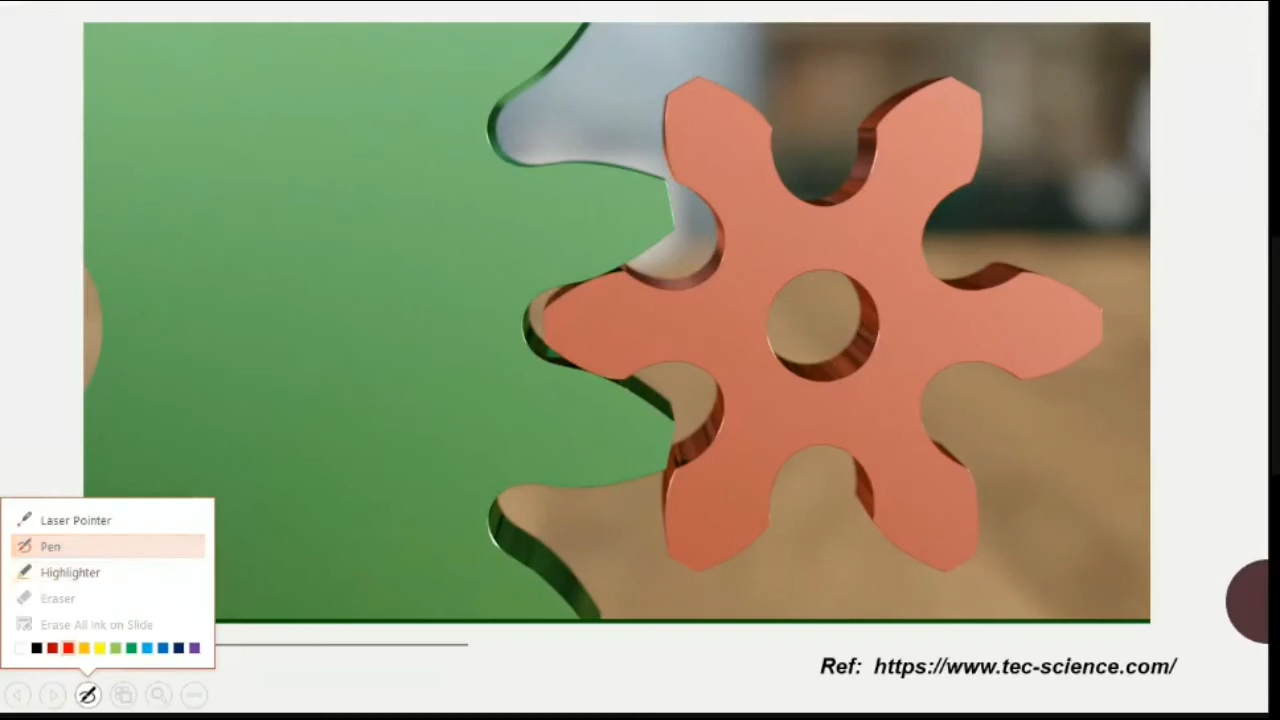 Laser Pointer
Pen
Highlighter
Eraser
Erase All Ink on Slide
Ref: https://www.tec-science.com/